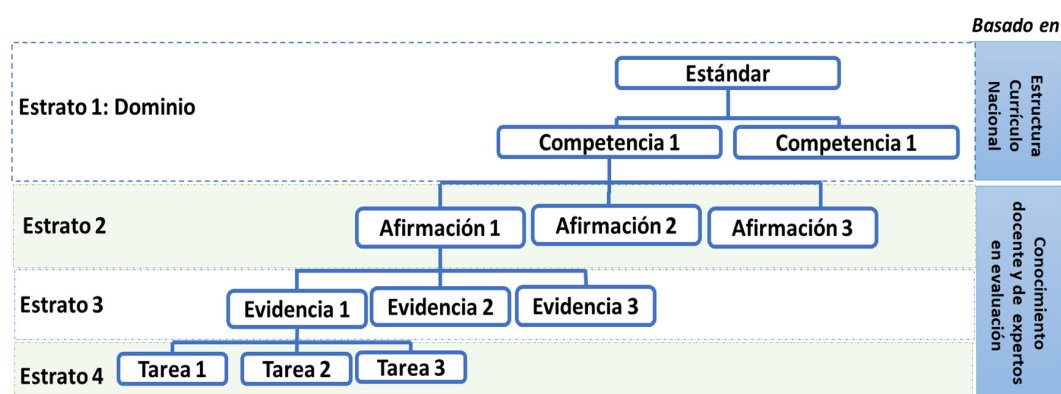 Basado en
Estrato 1: Dominio
Estándar
Competencia 1
Competencia 1
Estructura
Currículo
Nacional
Estrato 2
Afirmación 1
Afirmación 2
Afirmación 3
Estrato 3
Evidencia 1
Evidencia 2
Evidencia 3
Estrato 4
Tarea 1
Tarea 2
Tarea 3
Conocimiento
docente y de expertos
en evaluación